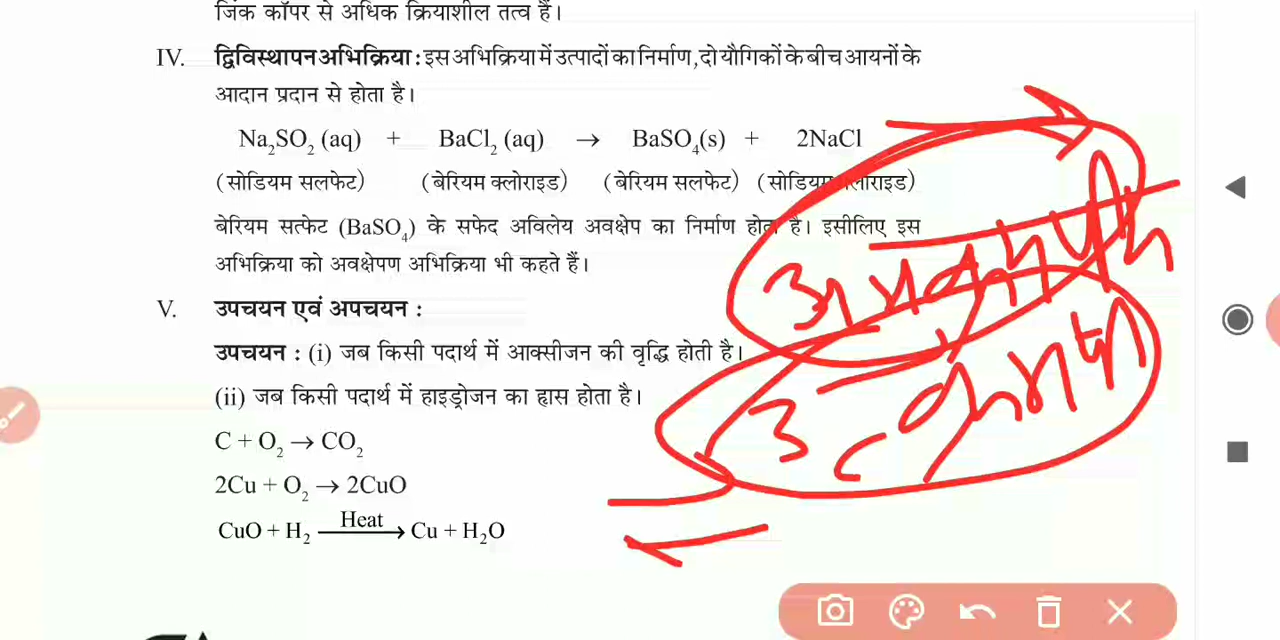 जिंक कॉपर से अधिक क्रियाशील तत्व हैं।
IV. द्विविस्थापन अभिक्रिया : इस अभिक्रिया में उत्पादों का निर्माण, दो यौगिकों के बीच आयनों के
आदान प्रदान से होता है।
Na₂SO₂ (aq) + BaCl₂ (aq) → BaSO₄(s) + 2NaCl
(सोडियम सलफेट) (बेरियम क्लोराइड) (बेरियम सलफेट) (सोडियम क्लोराइड)
बेरियम सल्फेट (BaSO₄) के सफेद अविलेय अवक्षेप का निर्माण होता है। इसीलिए इस
अभिक्रिया को अवक्षेपण अभिक्रिया भी कहते हैं।
V. उपचयन एवं अपचयन :
उपचयन : (i) जब किसी पदार्थ में आक्सीजन की वृद्धि होती है।
(ii) जब किसी पदार्थ में हाइड्रोजन का ह्रास होता है।
C + O₂ → CO₂
2Cu + O₂ → 2CuO
CuO + H₂ Heat → Cu + H₂O